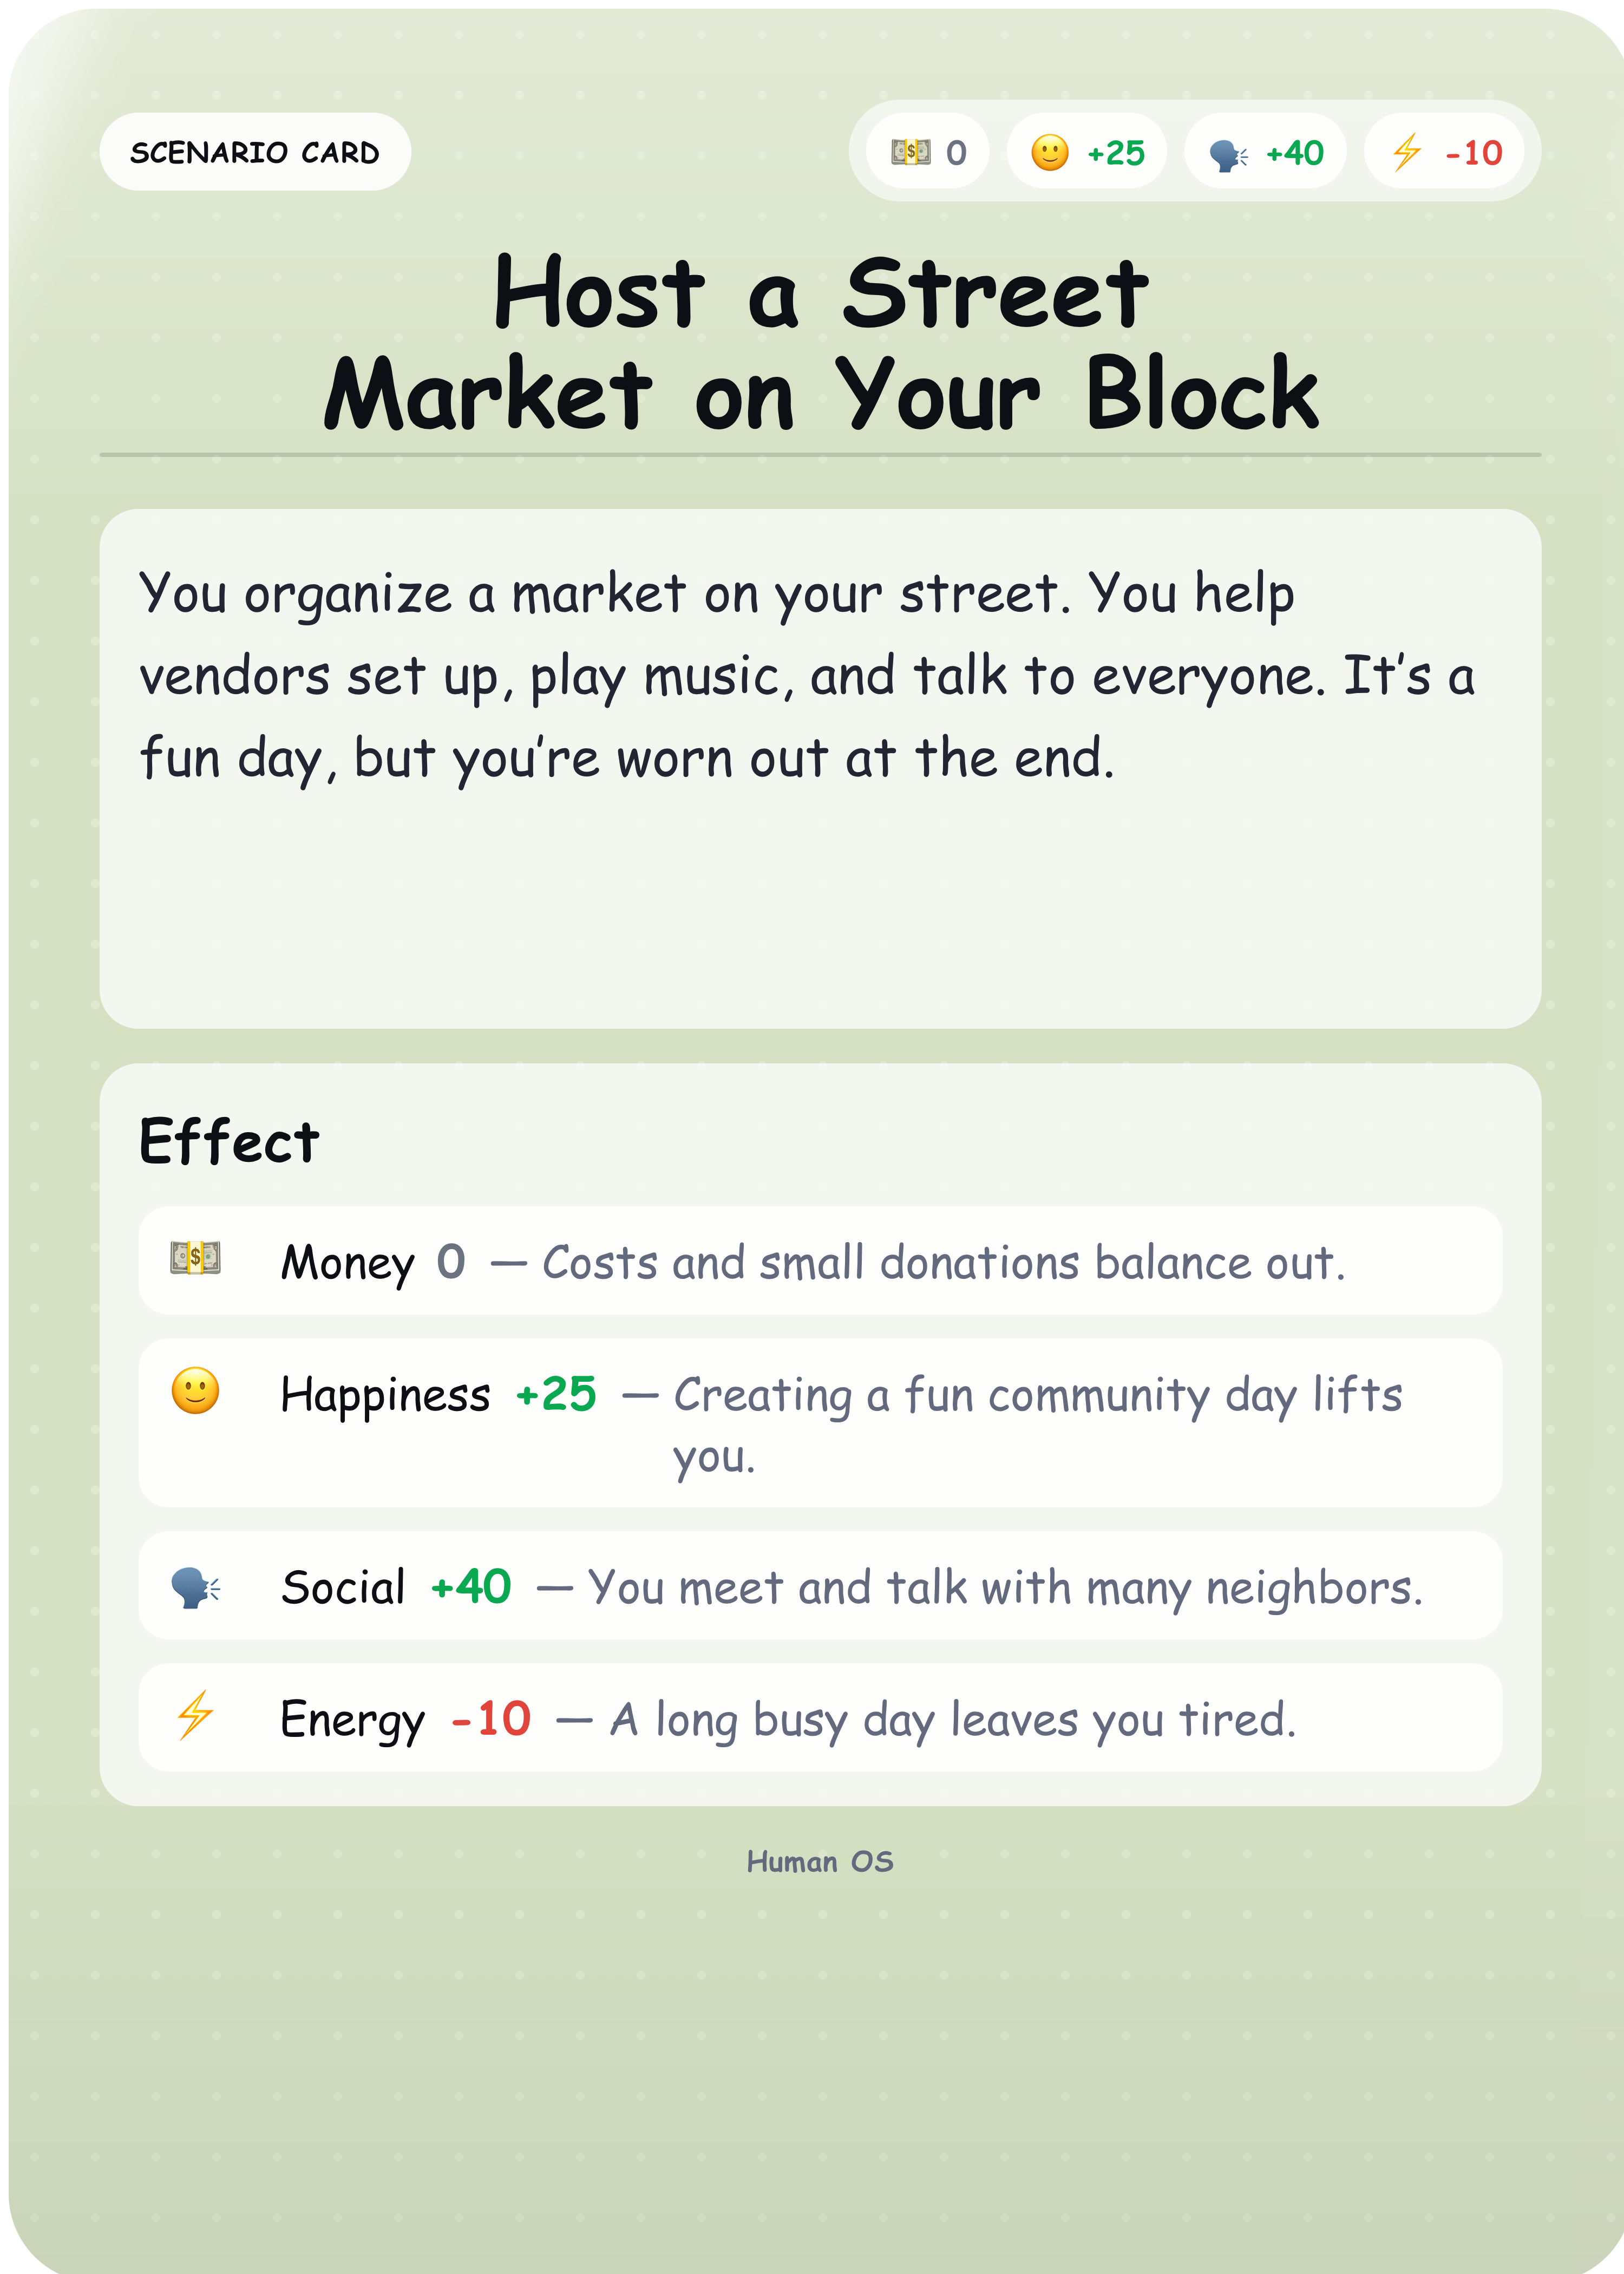 SCENARIO CARD
0 +25 +40 -10
Host a Street
Market on Your Block
You organize a market on your street. You help
vendors set up, play music, and talk to everyone. It’s a
fun day, but you’re worn out at the end.
Effect
Money 0 — Costs and small donations balance out.
Happiness +25 — Creating a fun community day lifts
you.
Social +40 — You meet and talk with many neighbors.
Energy -10 — A long busy day leaves you tired.
Human OS